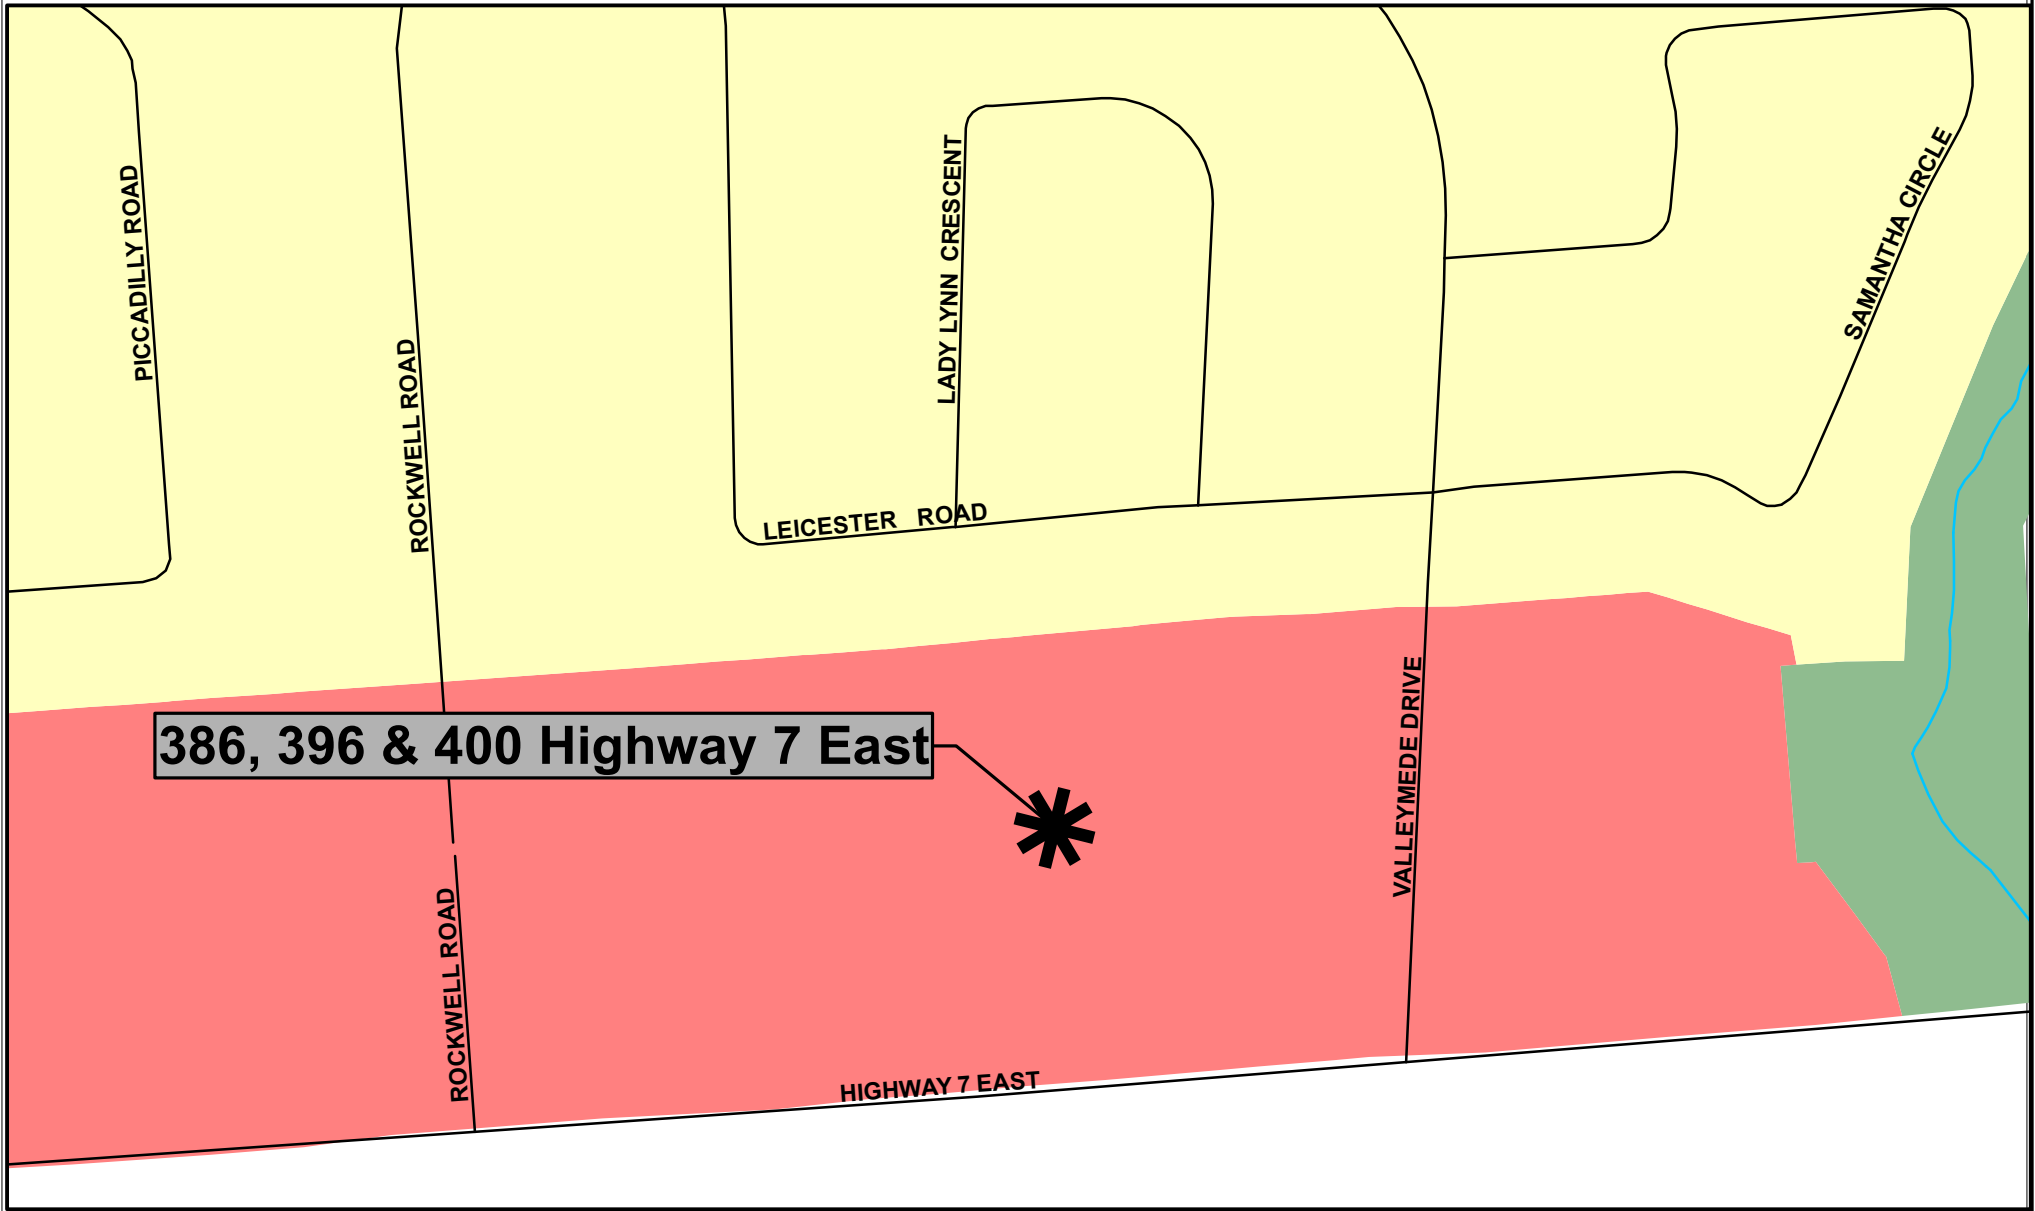 PICCADILLY ROAD
ROCKWELL ROAD
LADY LYNN CRESCENT
SAMANTHA CIRCLE
LEICESTER ROAD
386, 396 & 400 Highway 7 East
VALLEYMEDE DRIVE
ROCKWELL ROAD
HIGHWAY 7 EAST